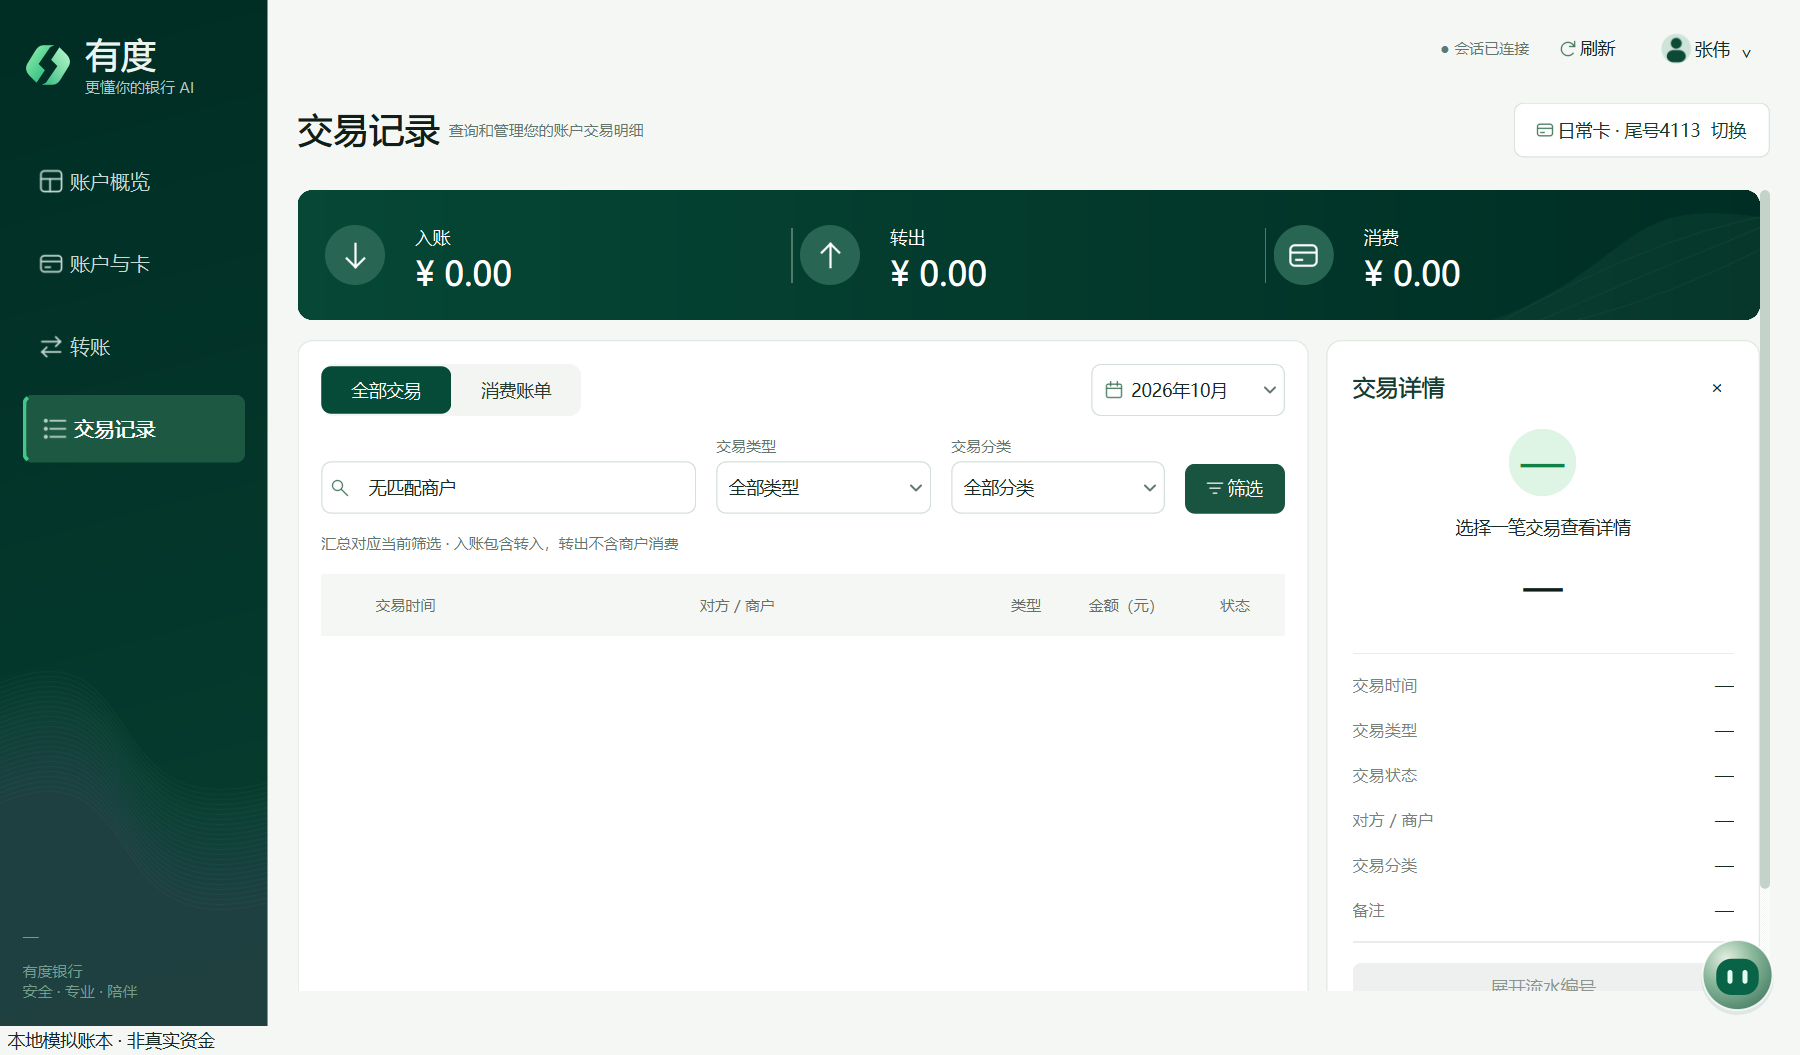 有度
更懂你的银行 AI
账户概览
账户与卡
转账
交易记录
—
有度银行
安全 · 专业 · 陪伴
本地模拟账本 · 非真实资金
会话已连接
刷新
张伟
交易记录
查询和管理您的账户交易明细
日常卡 · 尾号4113 切换
入账
¥ 0.00
转出
¥ 0.00
消费
¥ 0.00
全部交易
消费账单
2026年10月
交易类型
交易分类
无匹配商户
全部类型
全部分类
筛选
汇总对应当前筛选 · 入账包含转入，转出不含商户消费
交易时间
对方 / 商户
类型
金额（元）
状态
交易详情
×
—
选择一笔交易查看详情
—
交易时间 —
交易类型 —
交易状态 —
对方 / 商户 —
交易分类 —
备注 —
展开流水编号